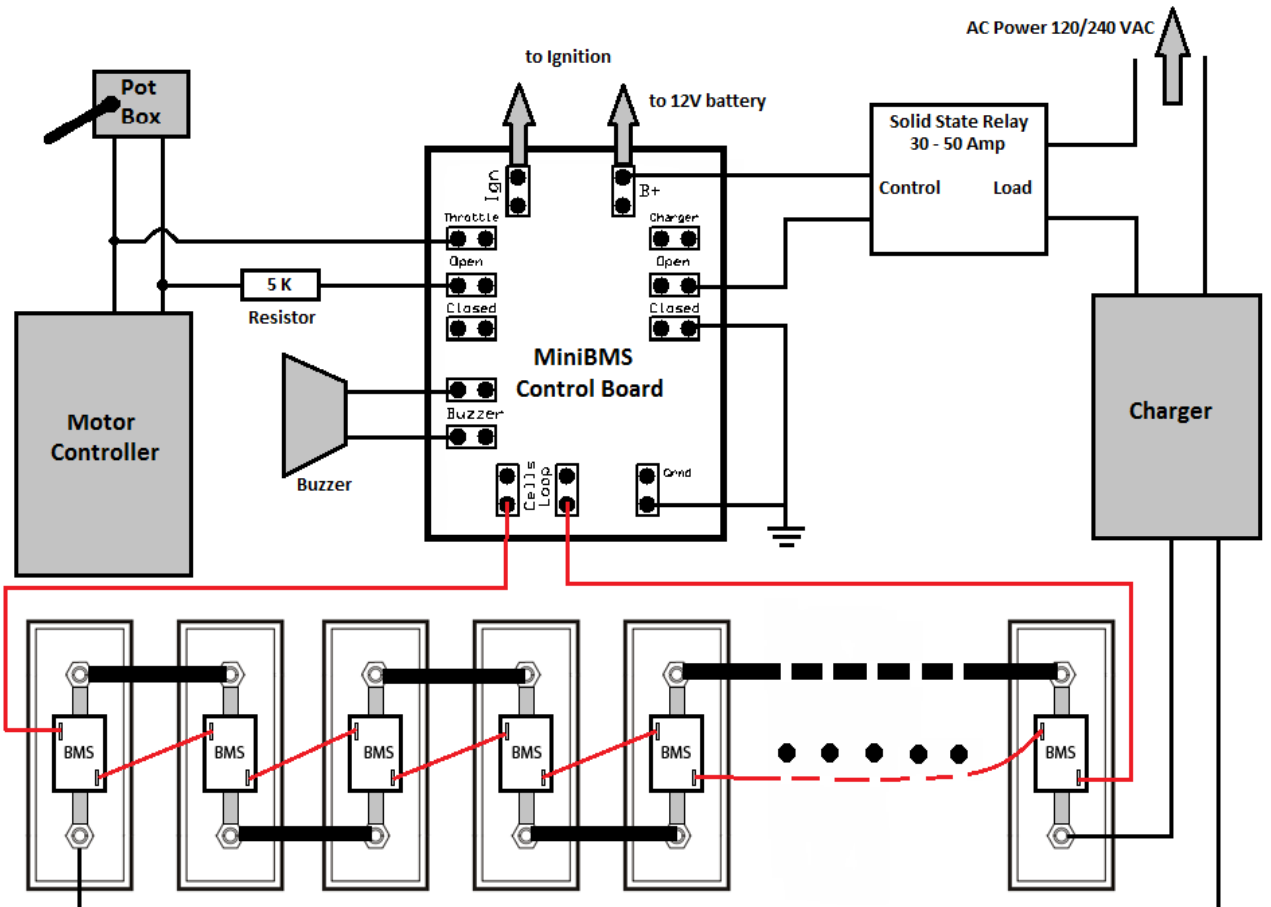 AC Power 120/240 VAC
to Ignition
to 12V battery
Pot
Box
Solid State Relay
30 - 50 Amp
Control
Load
Ign
B+
Throttle
Charger
Open
Open
5 K
Resistor
Closed
Closed
MiniBMS
Control Board
Motor
Controller
Charger
Buzzer
Buzzer
Cells
Loop
Grnd
BMS
BMS
BMS
BMS
BMS
BMS